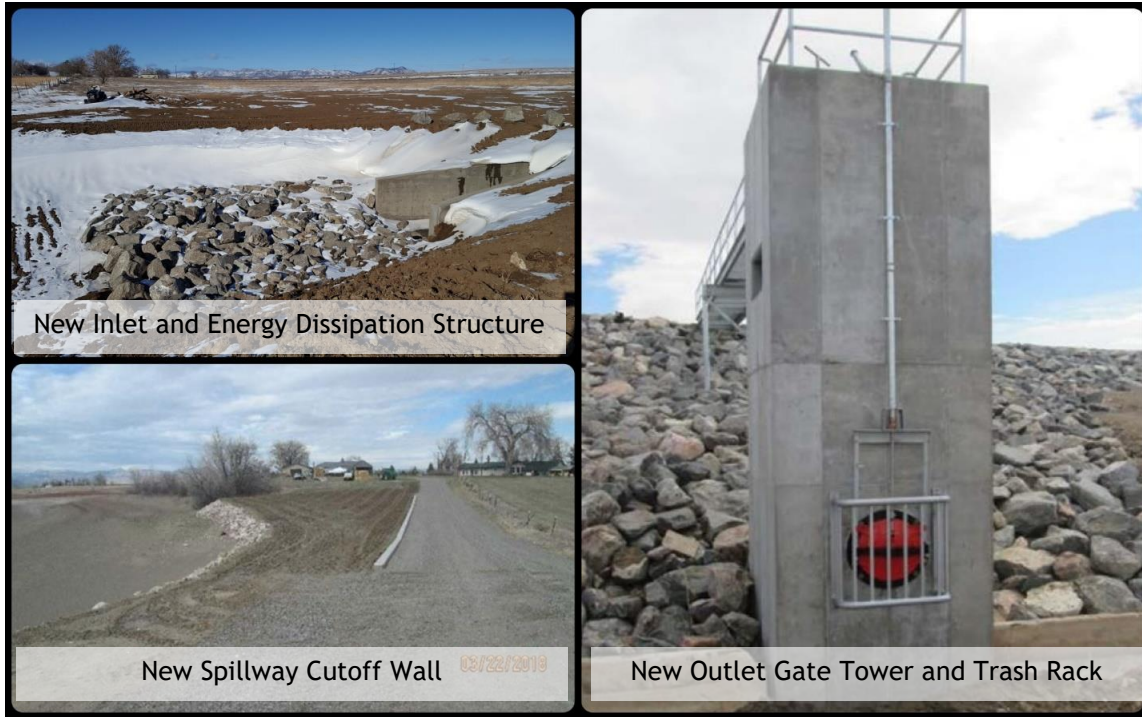 New Inlet and Energy Dissipation Structure
New Spillway Cutoff Wall
03/22/2018
New Outlet Gate Tower and Trash Rack